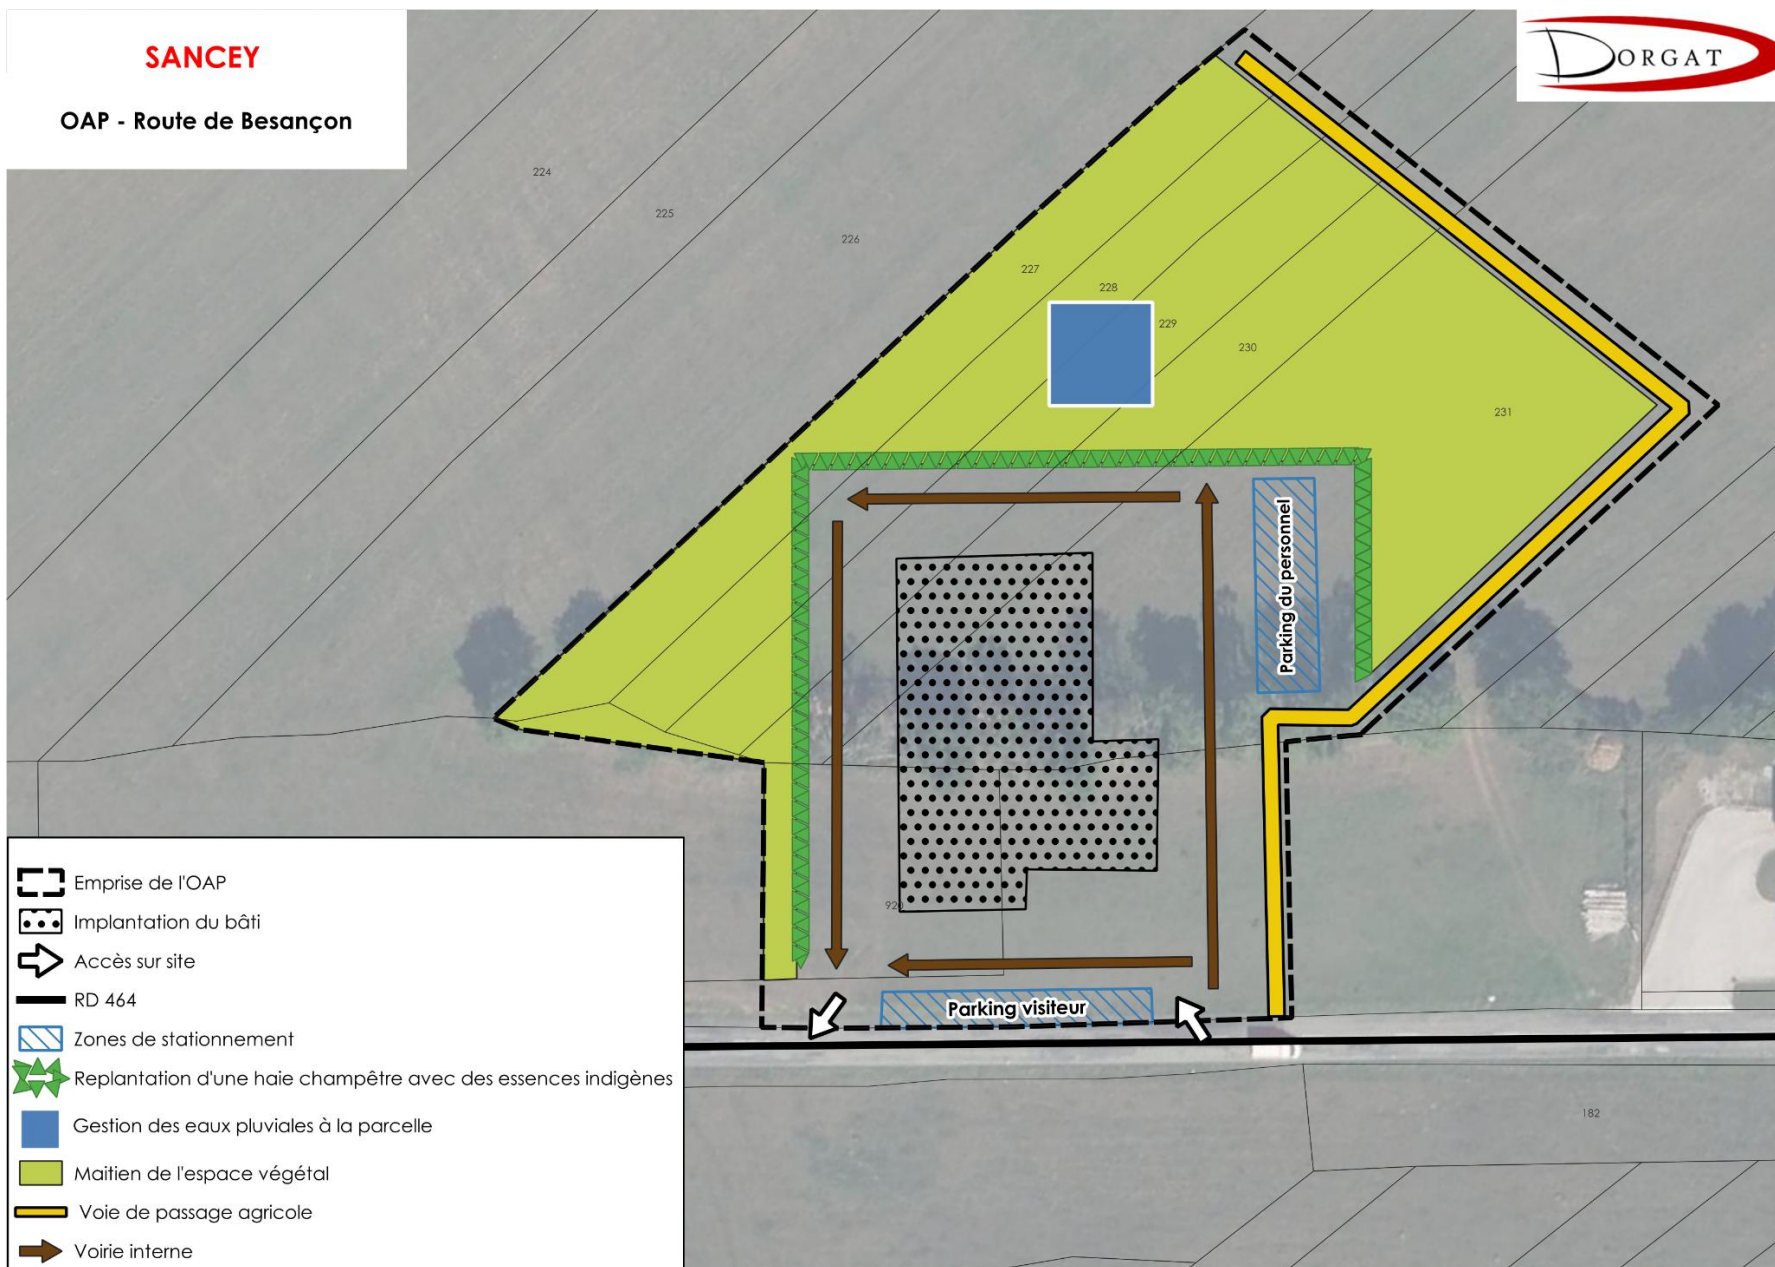 SANCEY
OAP - Route de Besançon
DORGAT
224
225
226
227
228
229
230
231
Parking du personnel
920
Parking visiteur
182
Emprise de l'OAP
Implantation du bâti
Accès sur site
RD 464
Zones de stationnement
Replantation d'une haie champêtre avec des essences indigènes
Gestion des eaux pluviales à la parcelle
Maitien de l'espace végétal
Voie de passage agricole
Voirie interne